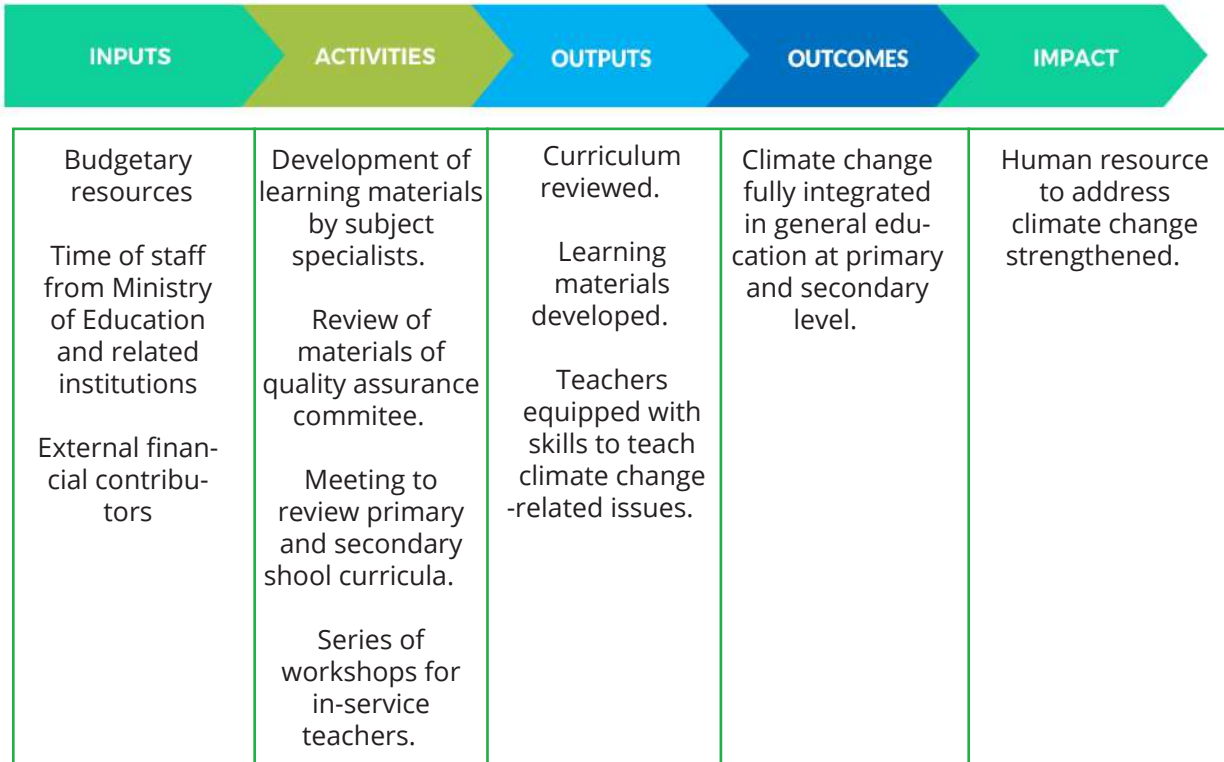 INPUTS
ACTIVITIES
OUTPUTS
OUTCOMES
IMPACT
Budgetary
resources
Time of staff
from Ministry
of Education
and related
institutions
External finan-
cial contribu-
tors
Development of
learning materials
by subject
specialists.
Review of
materials of
quality assurance
commitee.
Meeting to
review primary
and secondary
shool curricula.
Series of
workshops for
in-service
teachers.
Curriculum
reviewed.
Learning
materials
developed.
Teachers
equipped with
skills to teach
climate change
-related issues.
Climate change
fully integrated
in general edu-
cation at primary
and secondary
level.
Human resource
to address
climate change
strengthened.